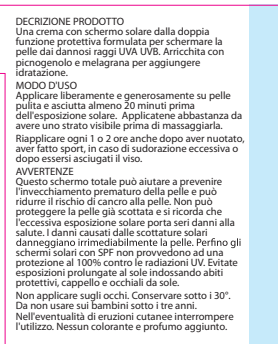 DECRIZIONE PRODOTTO
Una crema con schermo solare dalla doppia
funzione protettiva formulata per schermare la
pelle dai dannosi raggi UVA UVB. Arricchita con
picnogenolo e melagrana per aggiungere
idratazione.
MODO D'USO
Applicare liberamente e generosamente su pelle
pulita e asciutta almeno 20 minuti prima
dell'esposizione solare. Applicatene abbastanza da
avere uno strato visibile prima di massaggiarla.
Riapplicare ogni 1 o 2 ore anche dopo aver nuotato,
aver fatto sport, in caso di sudorazione eccessiva o
dopo essersi asciugati il viso.
AVVERTENZE
Questo schermo totale può aiutare a prevenire
l'invecchiamento prematuro della pelle e può
ridurre il rischio di cancro alla pelle. Non può
proteggere la pelle già scottata e si ricorda che
l'eccessiva esposizione solare porta seri danni alla
salute. I danni causati dalle scottature solari
danneggiano irrimediabilmente la pelle. Perfino gli
schermi solari con SPF non provvedono ad una
protezione al 100% contro le radiazioni UV. Evitate
esposizioni prolungate al sole indossando abiti
protettivi, cappello e occhiali da sole.
Non applicare sugli occhi. Conservare sotto i 30°.
Da non usare sui bambini sotto i tre anni.
Nell'eventualità di eruzioni cutanee interrompere
l'utilizzo. Nessun colorante e profumo aggiunto.